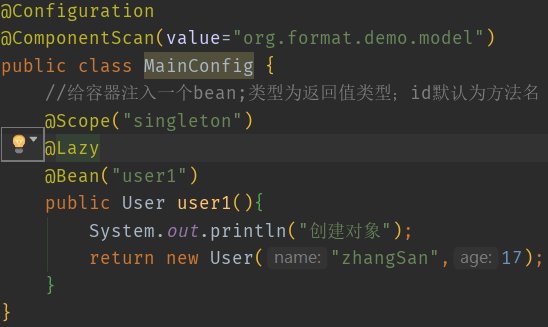 @Configuration
@ComponentScan(value="org.format.demo.model")
public class MainConfig {
//给容器注入一个bean;类型为返回值类型; id默认为方法名
@Scope("singleton")
@Lazy
@Bean("user1")
public User user1(){
System.out.println("创建对象");
return new User( name: "zhangSan", age: 17);
}
}